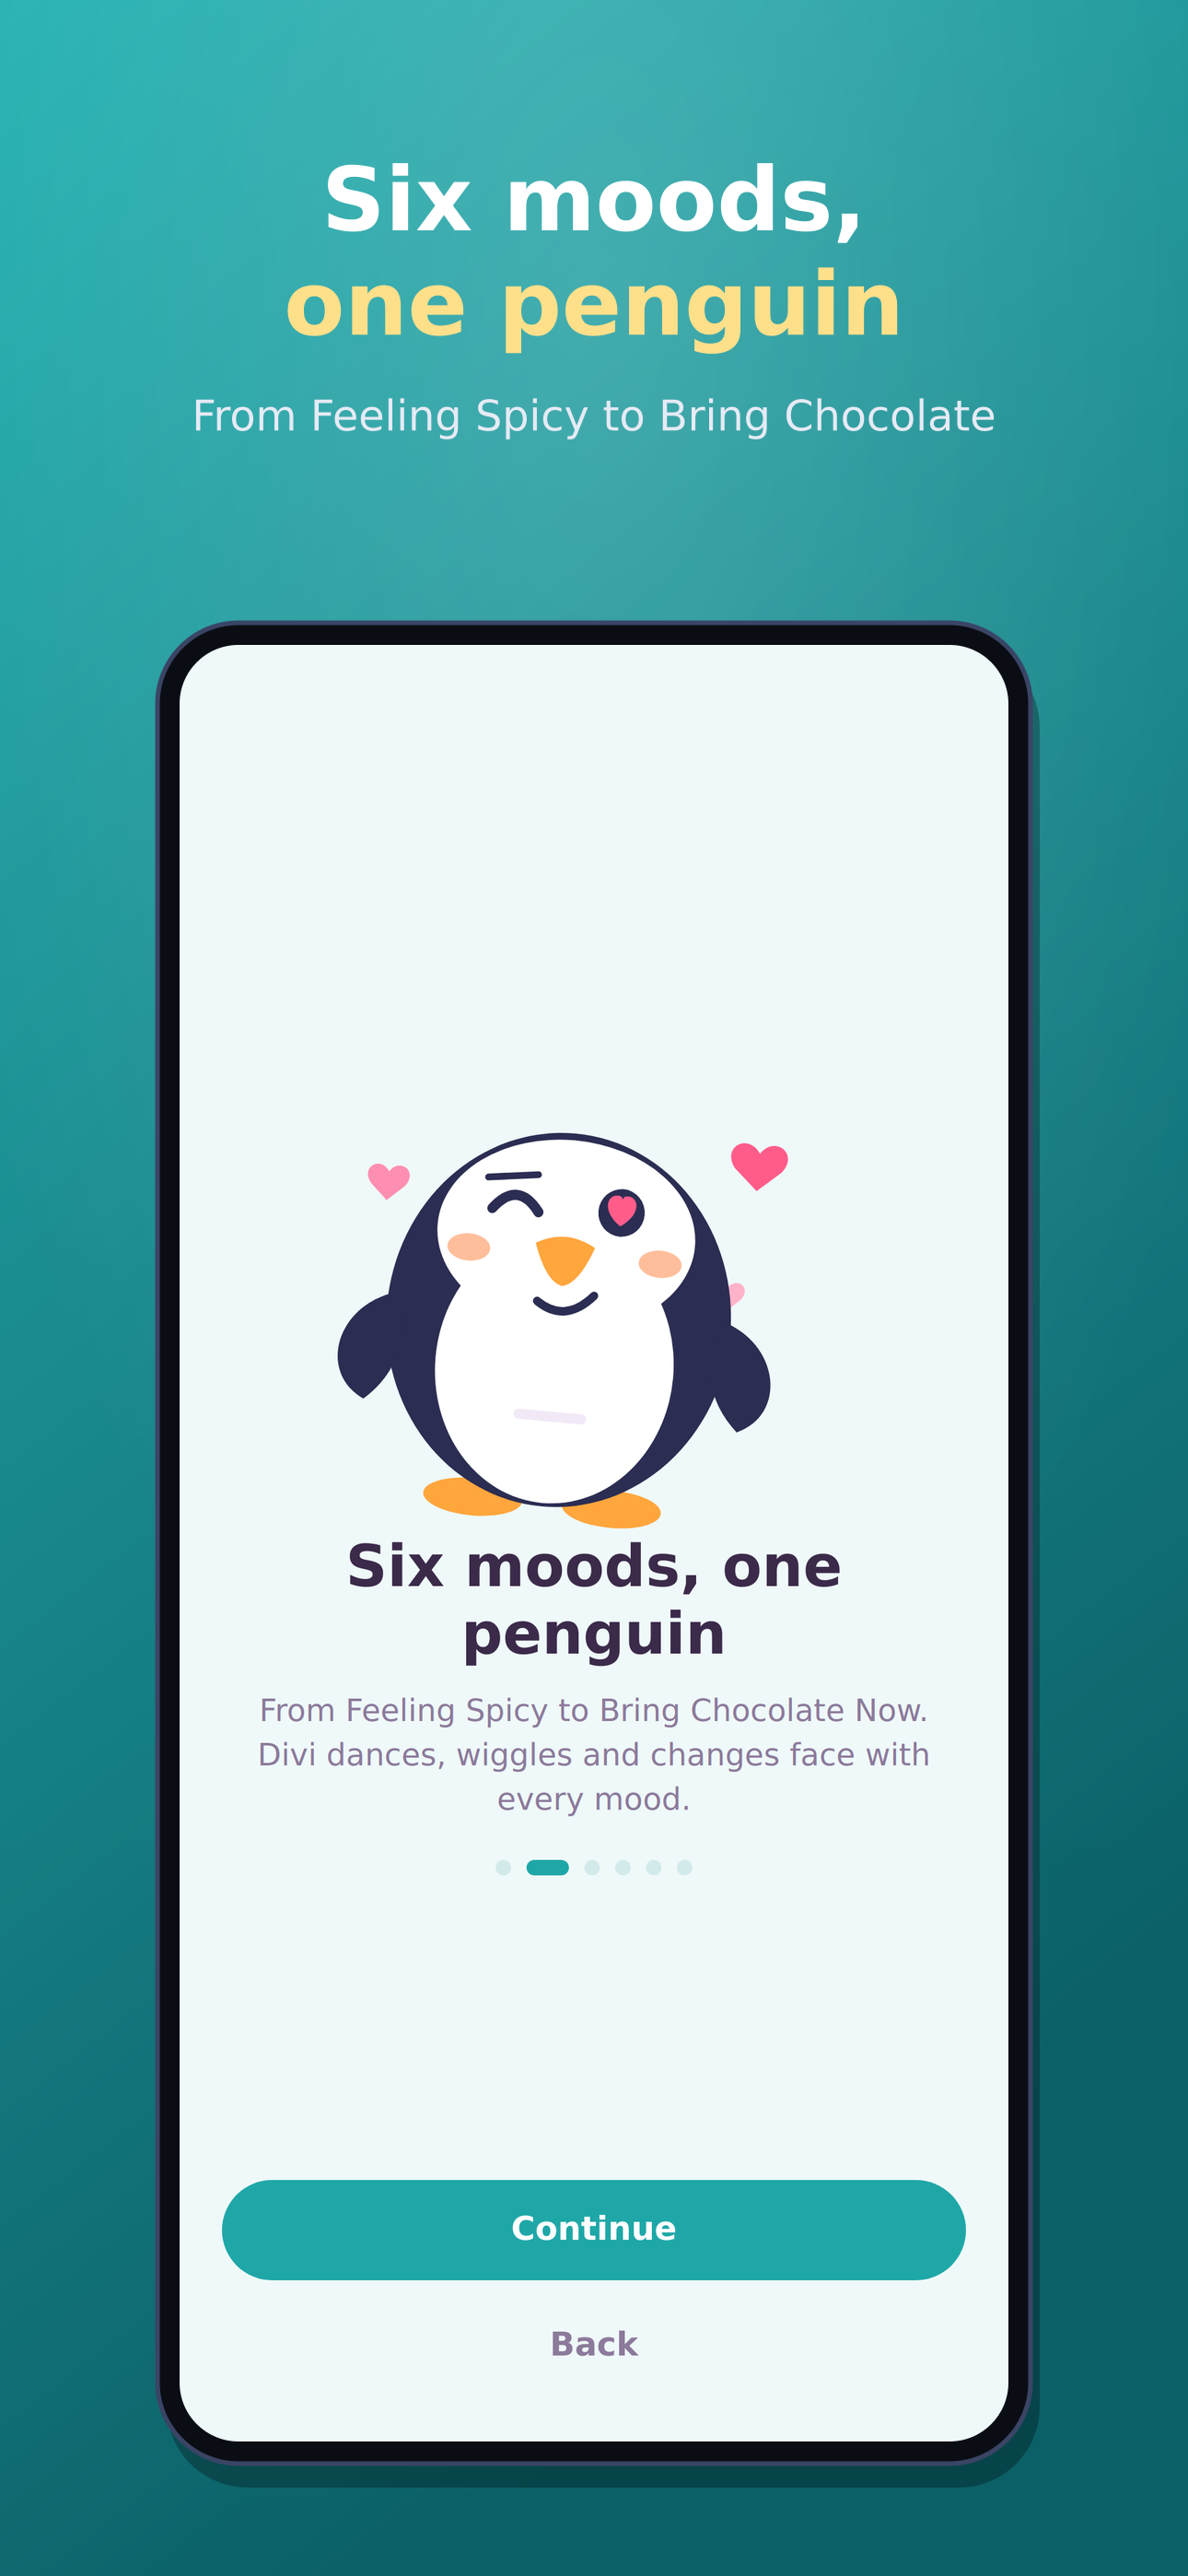 Six moods,
one penguin
From Feeling Spicy to Bring Chocolate
Six moods, one
penguin
From Feeling Spicy to Bring Chocolate Now.
Divi dances, wiggles and changes face with
every mood.
Continue
Back